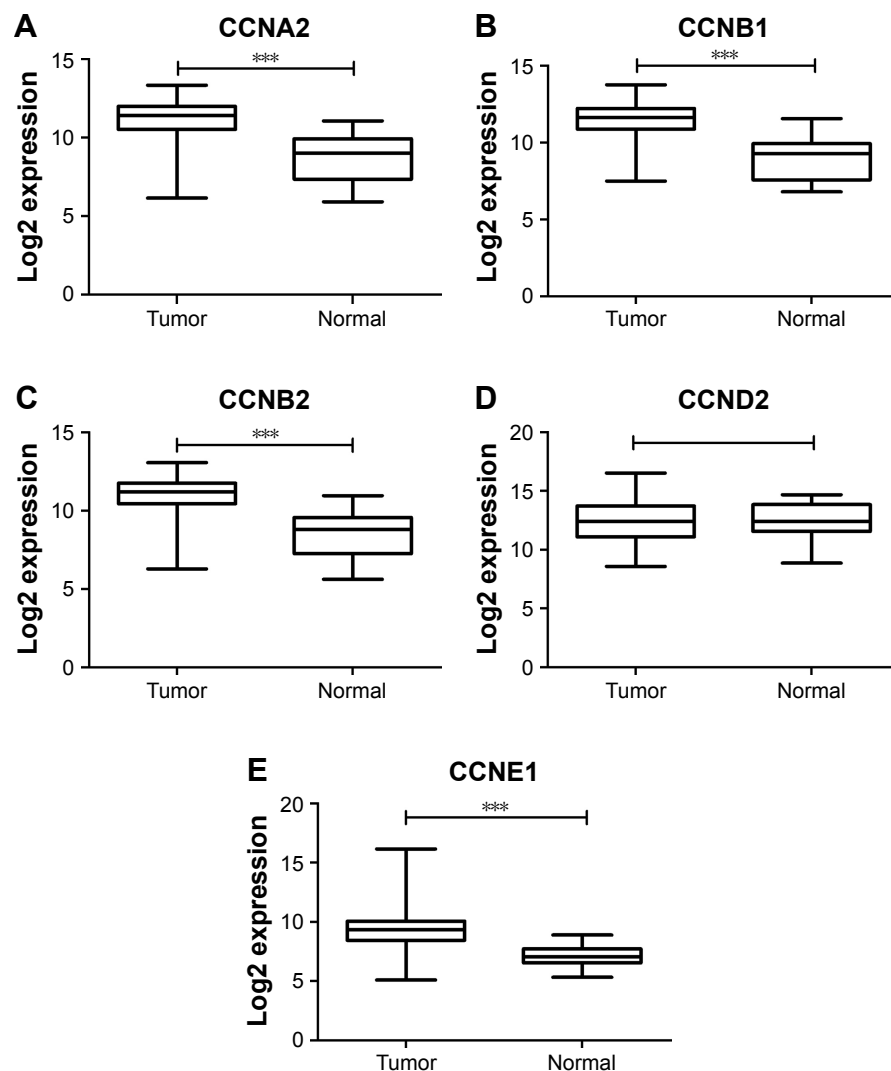 A CCNA2
***
Log2 expression
15
10
5
0
Tumor Normal
B CCNB1
***
Log2 expression
15
10
5
0
Tumor Normal
C CCNB2
***
Log2 expression
15
10
5
0
Tumor Normal
D CCND2
Log2 expression
20
15
10
5
0
Tumor Normal
E CCNE1
***
Log2 expression
20
15
10
5
0
Tumor Normal